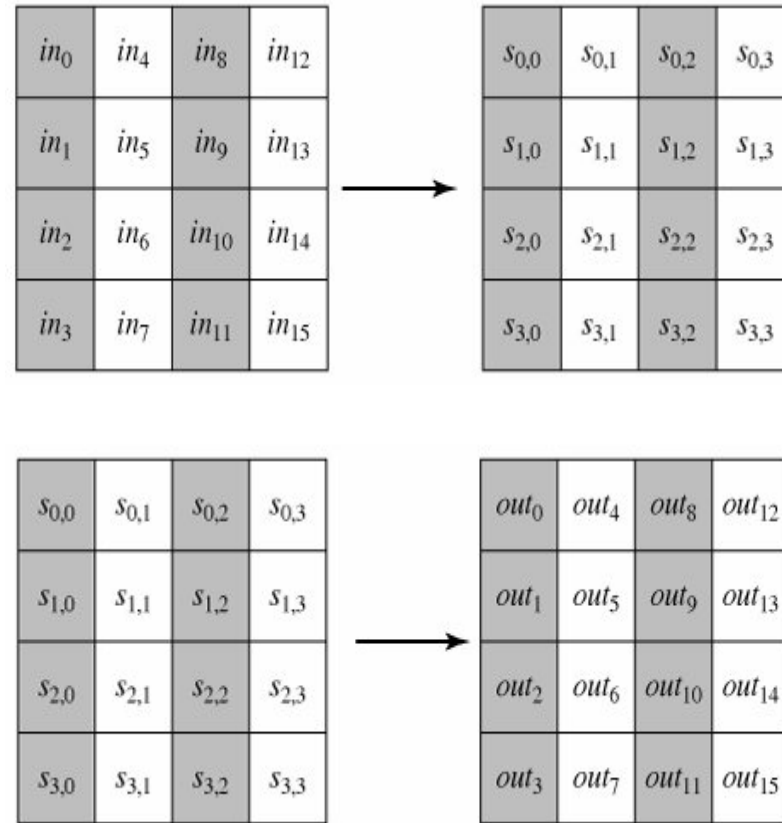 in₀ in₄ in₈ in₁₂ s₀,₀ s₀,₁ s₀,₂ s₀,₃
in₁ in₅ in₉ in₁₃ s₁,₀ s₁,₁ s₁,₂ s₁,₃
in₂ in₆ in₁₀ in₁₄ s₂,₀ s₂,₁ s₂,₂ s₂,₃
in₃ in₇ in₁₁ in₁₅ s₃,₀ s₃,₁ s₃,₂ s₃,₃
s₀,₀ s₀,₁ s₀,₂ s₀,₃ out₀ out₄ out₈ out₁₂
s₁,₀ s₁,₁ s₁,₂ s₁,₃ out₁ out₅ out₉ out₁₃
s₂,₀ s₂,₁ s₂,₂ s₂,₃ out₂ out₆ out₁₀ out₁₄
s₃,₀ s₃,₁ s₃,₂ s₃,₃ out₃ out₇ out₁₁ out₁₅